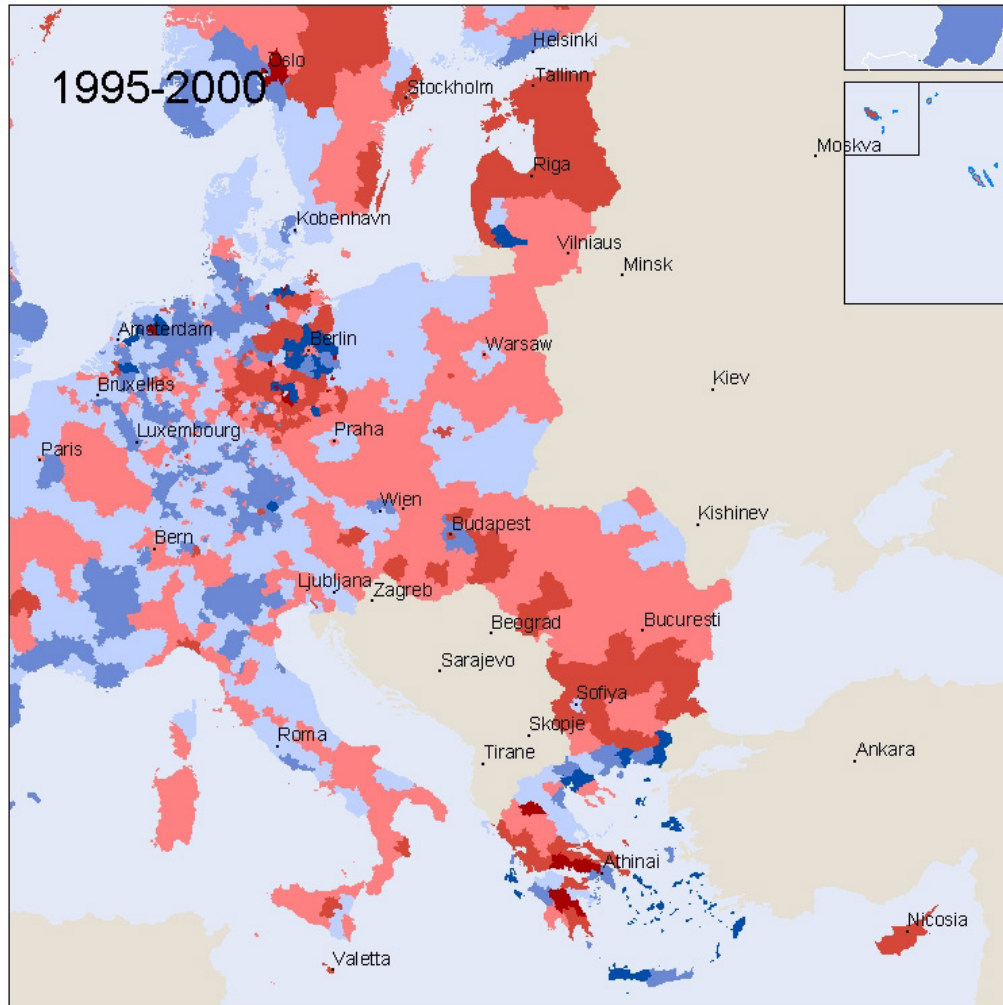 Helsinki
Oslo
1995-2000
Tallinn
Stockholm
Moskva
Riga
Kobenhavn
Vilniaus
Minsk
Amsterdam
Berlin
Warsaw
Bruxelles
Kiev
Luxembourg
Praha
Paris
Wien
Kishinev
Budapest
Bern
Ljubljana
Zagreb
Beograd
Bucuresti
Sarajevo
Sofiya
Skopje
Roma
Tirane
Ankara
Athinai
Nicosia
Valetta